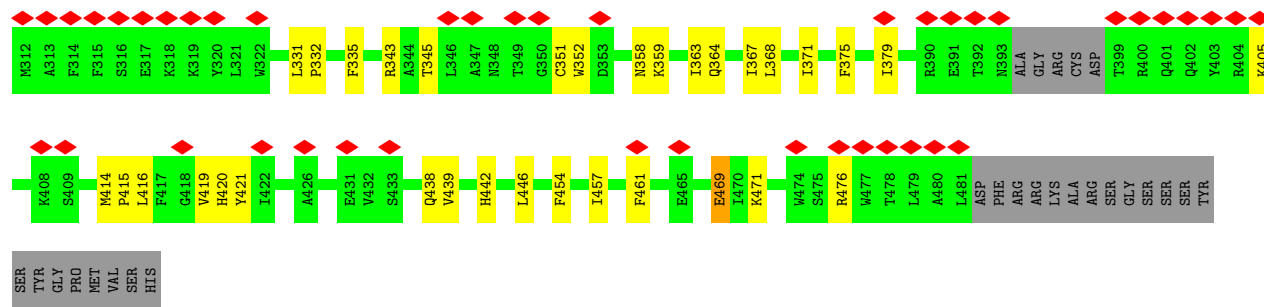 M312 A313 F314 F315 S316 E317 K318 K319 Y320 L321 W322 L331 P332 F335 R343 A344 T345 L346 A347 N348 T349 G350 C351 W352 D353 N358 K359 I363 Q364 I367 L368 I371 F375 I379 R390 E391 T392 N393 ALA GLY ARG CYS ASP T399 R400 Q401 Q402 Y403 R404 K405
K408 S409 M414 P415 L416 F417 G418 V419 H420 Y421 I422 A426 E431 V432 S433 Q438 V439 H442 L446 F454 I457 F461 E465 E469 I470 K471 W474 S475 R476 W477 T478 L479 A480 L481 ASP PHE ARG ARG LYS ALA ARG SER GLY SER SER SER TYR
SER TYR GLY PRO MET VAL SER HIS